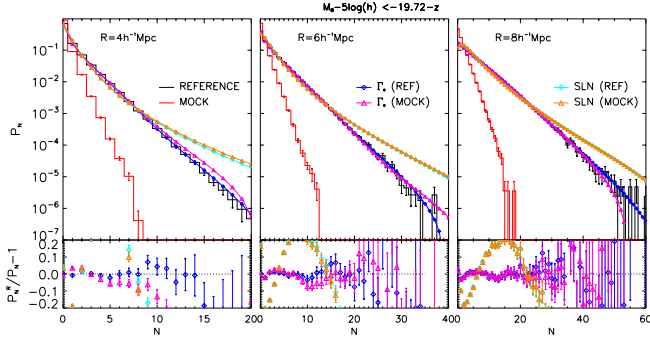 M_B-5log(h) <-19.72-z
R=4h⁻¹Mpc
R=6h⁻¹Mpc
R=8h⁻¹Mpc
REFERENCE
MOCK
Γ_e (REF)
Γ_e (MOCK)
SLN (REF)
SLN (MOCK)
P_N
10⁻¹
10⁻²
10⁻³
10⁻⁴
10⁻⁵
10⁻⁶
10⁻⁷
P_N^R/P_N-1
0.2
0.1
0.0
-0.1
-0.2
0 5 10 15 20
0 10 20 30 40
0 20 40 60
N N N